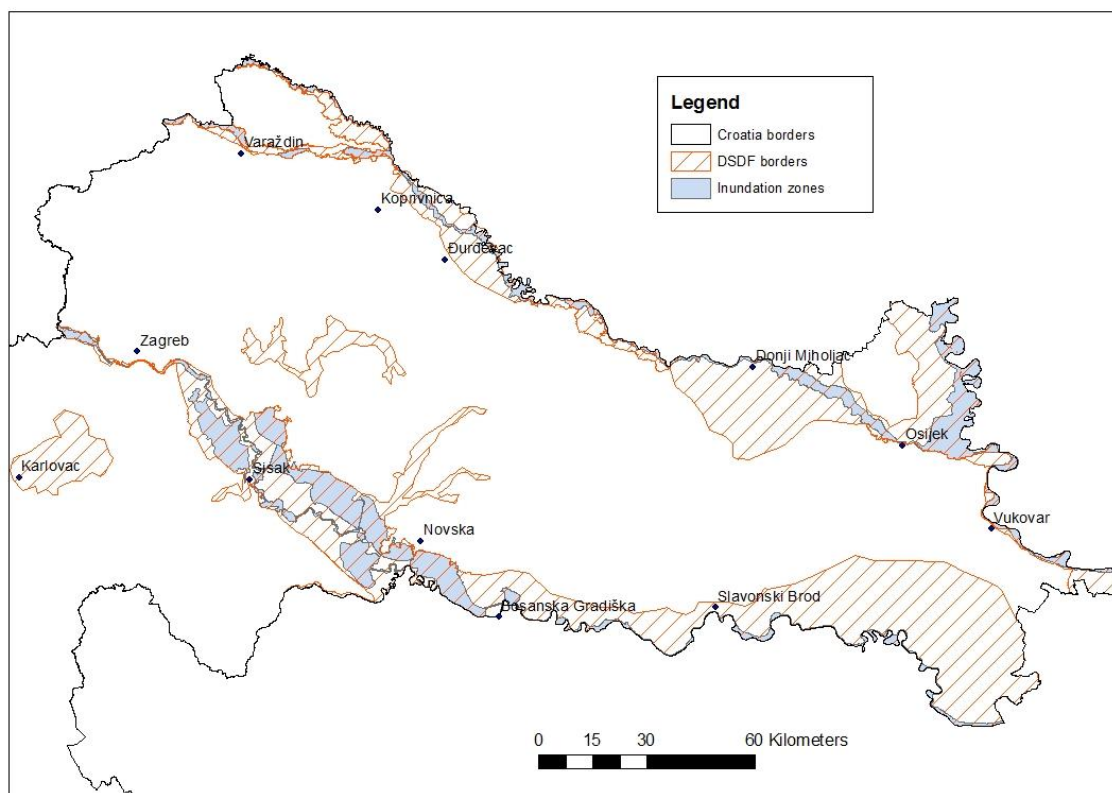 Legend
Croatia borders
DSDF borders
Inundation zones
Varaždin
Koprivnica
Đurđevac
Zagreb
Donji Miholjac
Osijek
Karlovac
Sisak
Novska
Vukovar
Bosanska Gradiška
Slavonski Brod
0 15 30 60 Kilometers